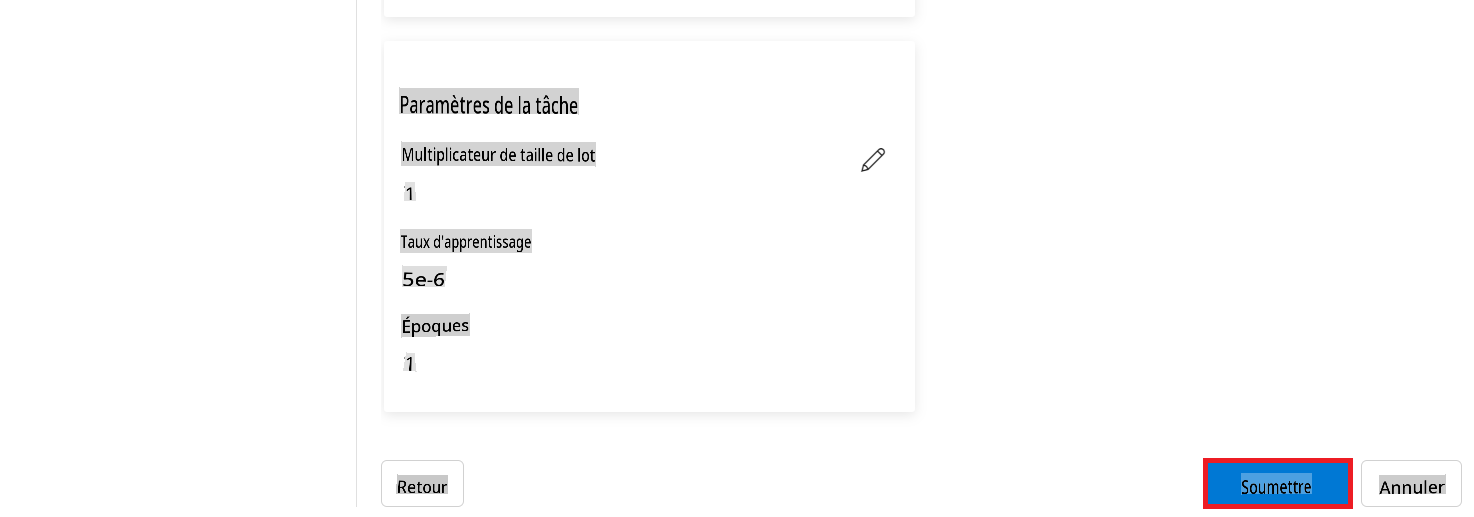 Paramètres de la tâche
Multiplicateur de taille de lot
1
Taux d'apprentissage
5e-6
Époques
1
Retour
Soumettre
Annuler